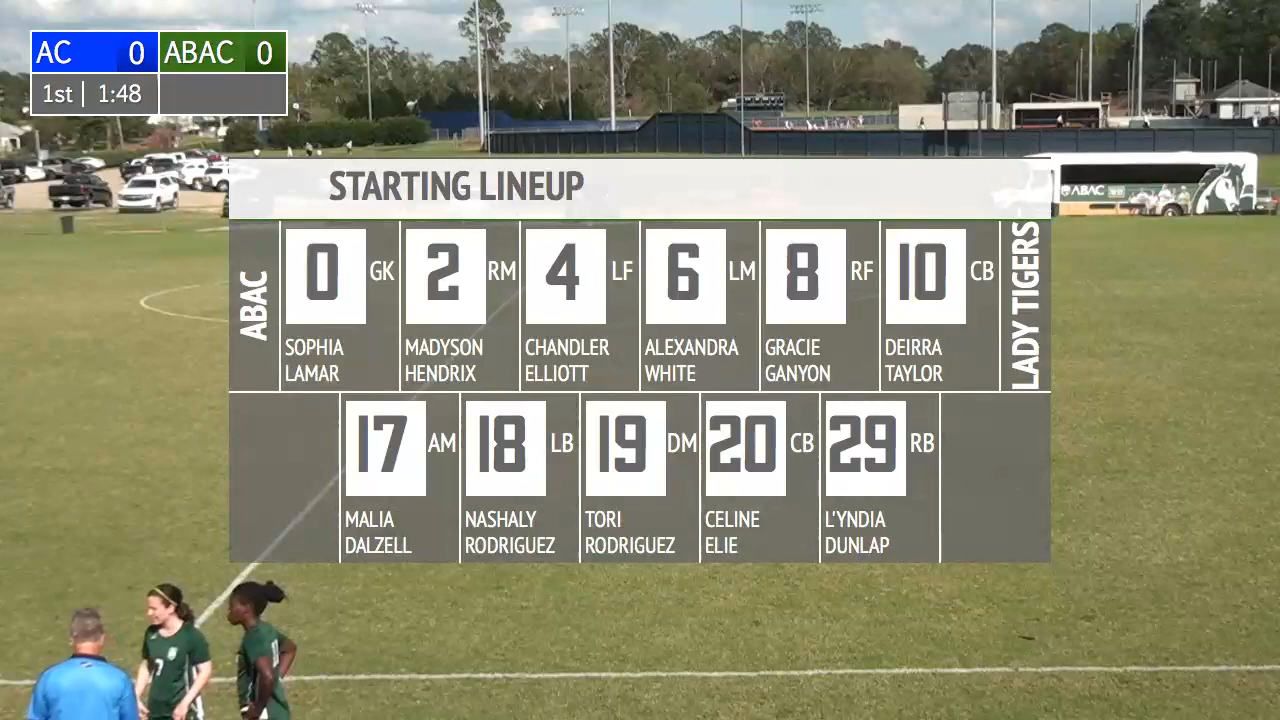 AC 0 ABAC 0
1st | 1:48
STARTING LINEUP
ABAC
0 GK
SOPHIA
LAMAR
2 RM
MADYSON
HENDRIX
4 LF
CHANDLER
ELLIOTT
6 LM
ALEXANDRA
WHITE
8 RF
GRACIE
GANYON
10 CB
DEIRRA
TAYLOR
LADY TIGERS
17 AM
MALIA
DALZELL
18 LB
NASHALY
RODRIGUEZ
19 DM
TORI
RODRIGUEZ
20 CB
CELINE
ELIE
29 RB
L'YNDIA
DUNLAP
ABAC
7